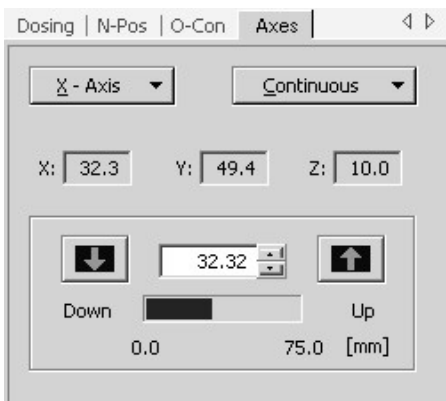 Dosing | N-Pos | O-Con Axes
X - Axis Continuous
X: 32.3 Y: 49.4 Z: 10.0
32.32
Down Up
0.0 75.0 [mm]